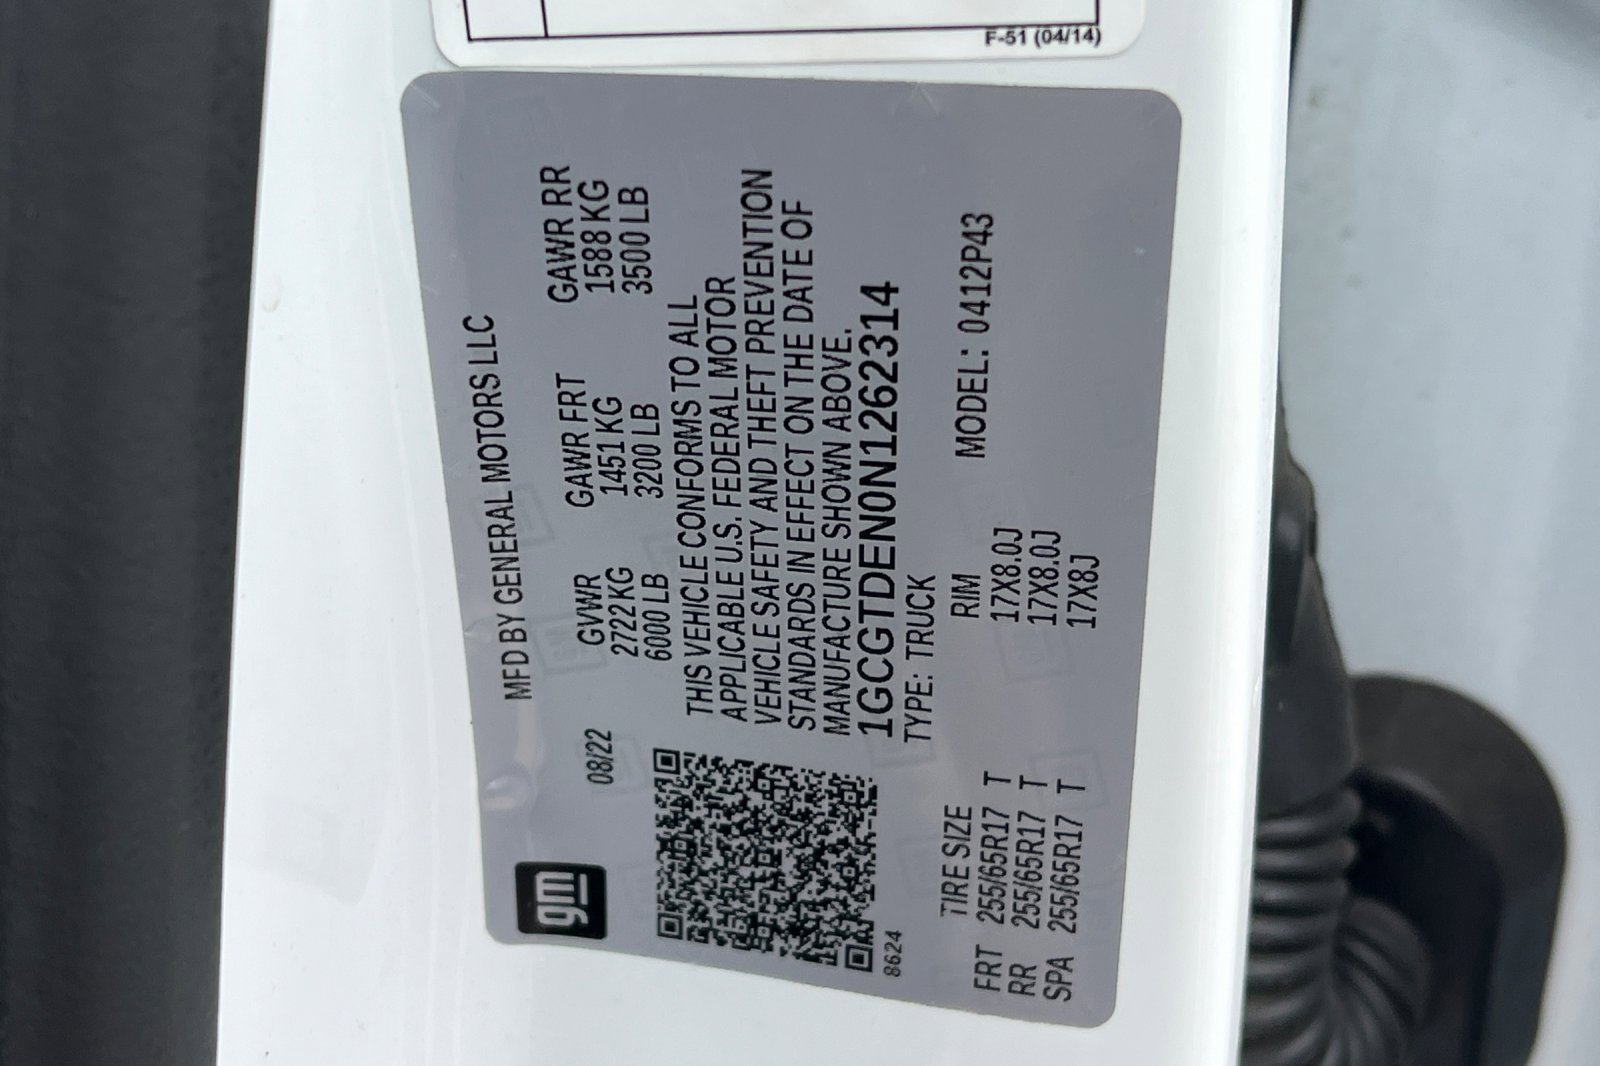 F-51 (04/14)
gm
MFD BY GENERAL MOTORS LLC
08/22 GVWR GAWR FRT GAWR RR
2722 KG 1451 KG 1588 KG
6000 LB 3200 LB 3500 LB
THIS VEHICLE CONFORMS TO ALL
APPLICABLE U.S. FEDERAL MOTOR
VEHICLE SAFETY AND THEFT PREVENTION
STANDARDS IN EFFECT ON THE DATE OF
MANUFACTURE SHOWN ABOVE.
1GCGTDEN0N1262314
8624 TYPE: TRUCK
TIRE SIZE RIM MODEL: 0412P43
FRT 255/65R17 T 17X8.0J
RR 255/65R17 T 17X8.0J
SPA 255/65R17 T 17X8J